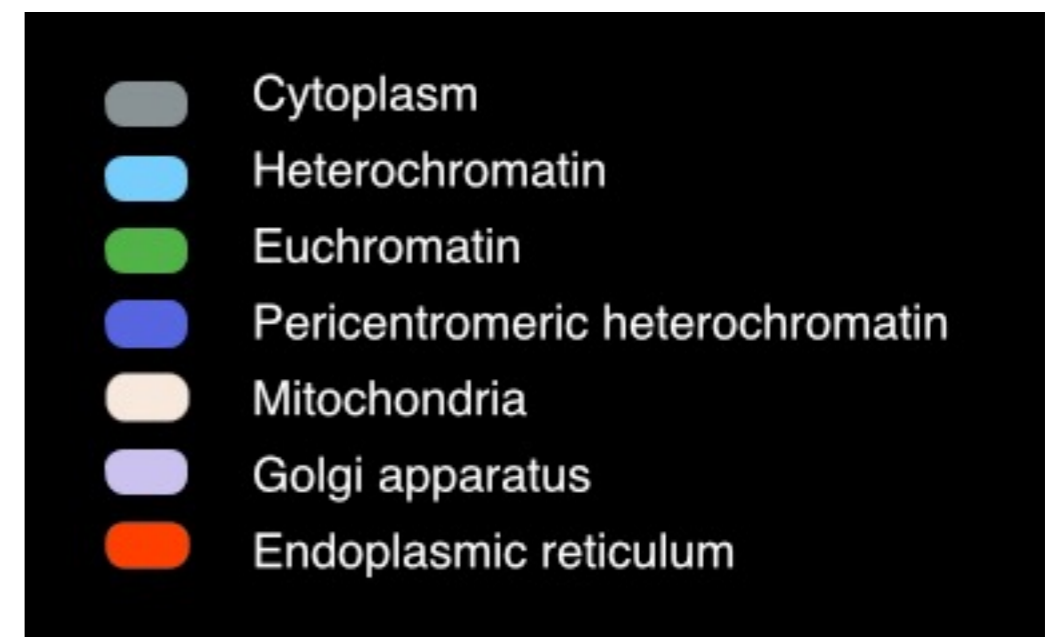 Cytoplasm
Heterochromatin
Euchromatin
Pericentromeric heterochromatin
Mitochondria
Golgi apparatus
Endoplasmic reticulum